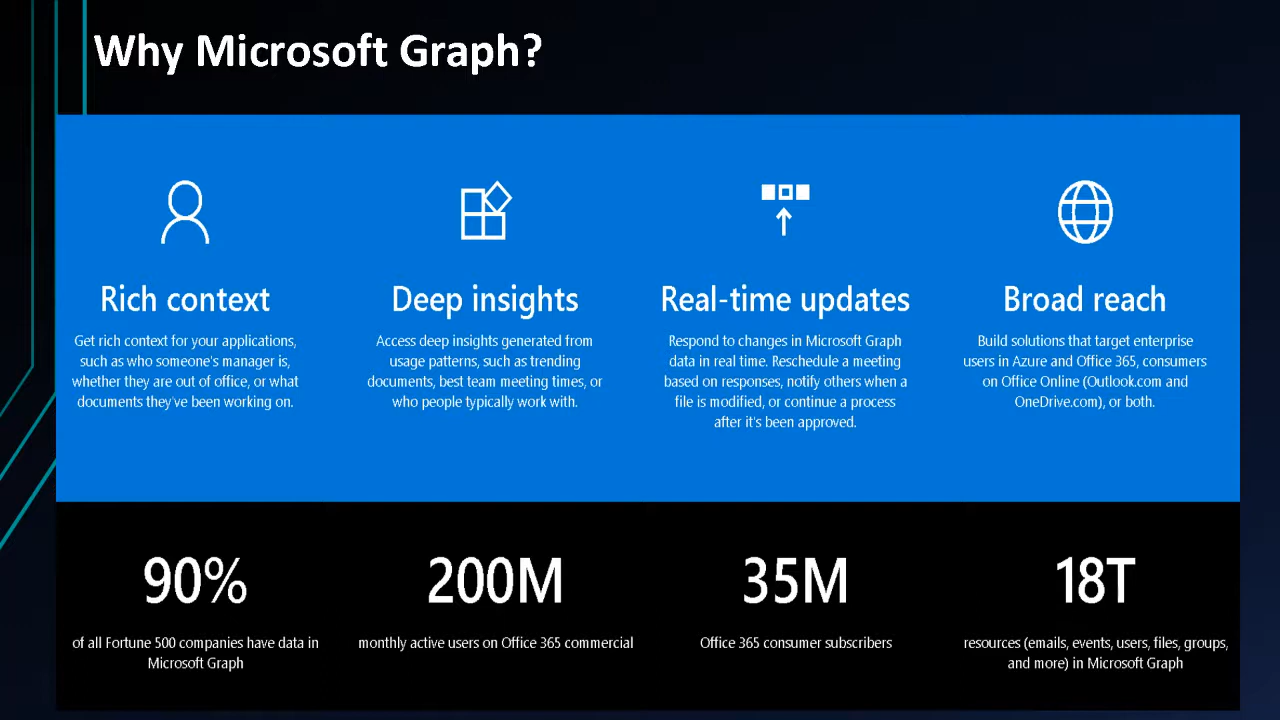 Why Microsoft Graph?
Rich context
Get rich context for your applications,
such as who someone's manager is,
whether they are out of office, or what
documents they've been working on.
Deep insights
Access deep insights generated from
usage patterns, such as trending
documents, best team meeting times, or
who people typically work with.
Real-time updates
Respond to changes in Microsoft Graph
data in real time. Reschedule a meeting
based on responses, notify others when a
file is modified, or continue a process
after it's been approved.
Broad reach
Build solutions that target enterprise
users in Azure and Office 365, consumers
on Office Online (Outlook.com and
OneDrive.com), or both.
90%
of all Fortune 500 companies have data in
Microsoft Graph
200M
monthly active users on Office 365 commercial
35M
Office 365 consumer subscribers
18T
resources (emails, events, users, files, groups,
and more) in Microsoft Graph